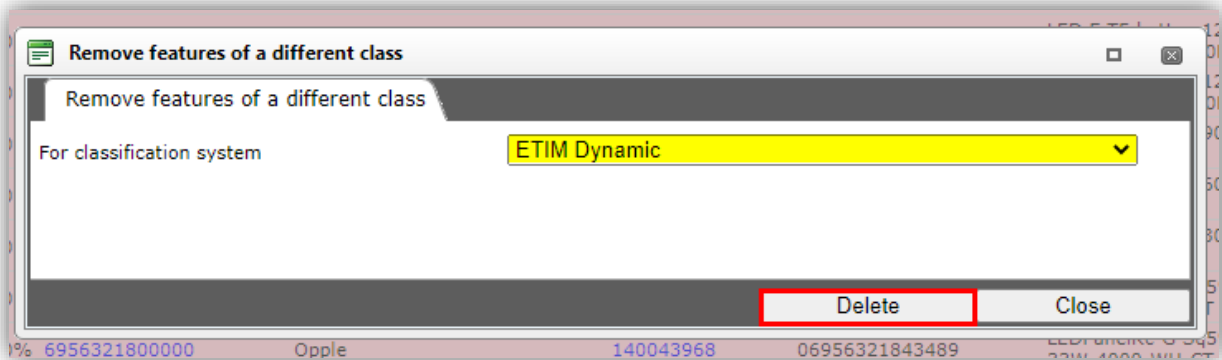 Remove features of a different class
Remove features of a different class
For classification system
ETIM Dynamic
Delete
Close
0% 6956321800000 Opple 140043968 06956321843489